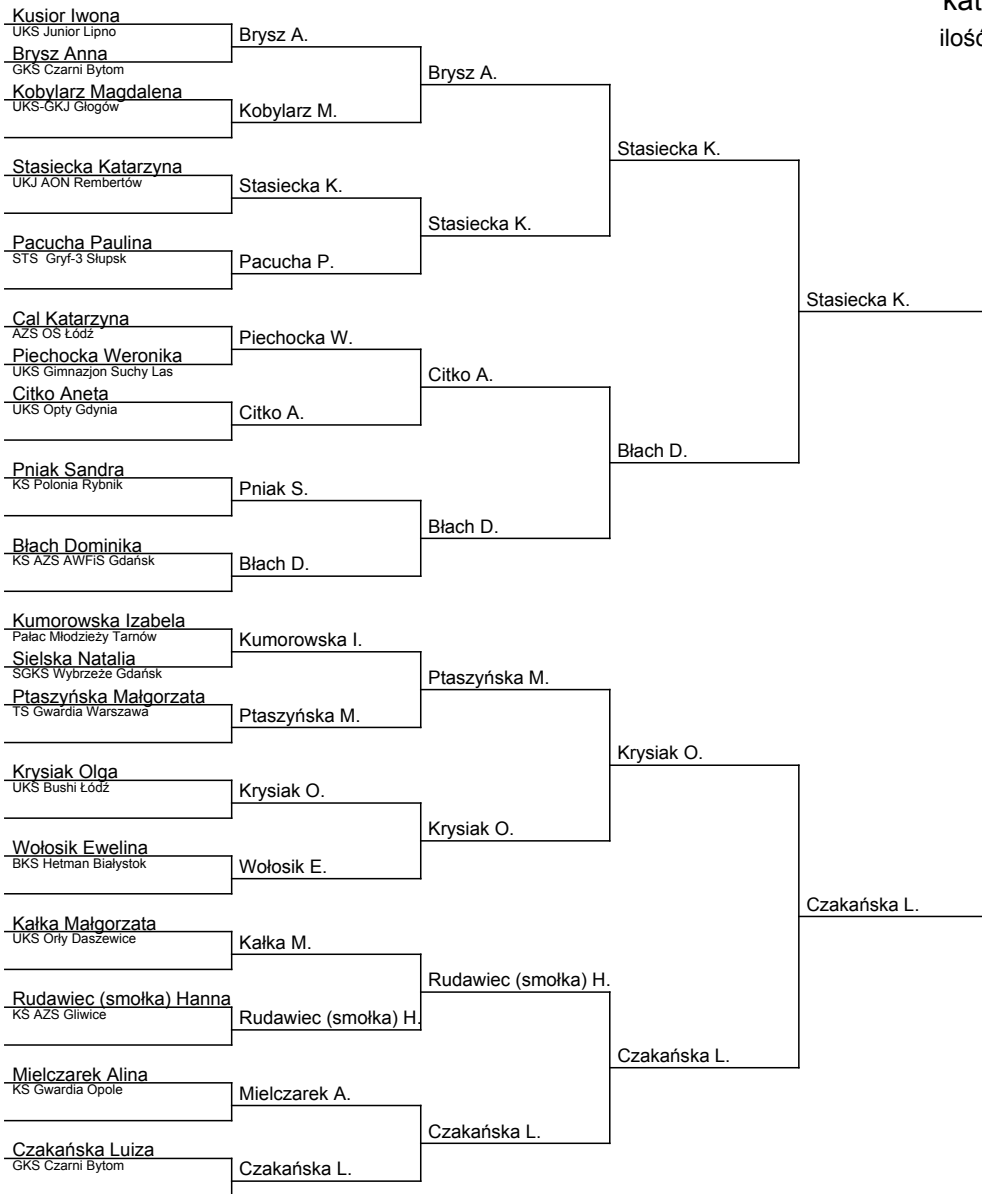 kat
ilość
Kusior Iwona
UKS Junior Lipno
Brysz A.
Brysz Anna
GKS Czarni Bytom
Brysz A.
Kobylarz Magdalena
UKS-GKJ Głogów
Kobylarz M.
Stasiecka K.
Stasiecka Katarzyna
UKJ AON Rembertów
Stasiecka K.
Stasiecka K.
Pacucha Paulina
STS Gryf-3 Słupsk
Pacucha P.
Stasiecka K.
Cal Katarzyna
AZS OŚ Łódź
Piechocka W.
Piechocka Weronika
UKS Gimnazjon Suchy Las
Citko A.
Citko Aneta
UKS Opty Gdynia
Citko A.
Błach D.
Pniak Sandra
KS Polonia Rybnik
Pniak S.
Błach D.
Błach Dominika
KS AZS AWFiS Gdańsk
Błach D.
Kumorowska Izabela
Pałac Młodzieży Tarnów
Kumorowska I.
Sielska Natalia
SGKS Wybrzeże Gdańsk
Ptaszyńska M.
Ptaszyńska Małgorzata
TS Gwardia Warszawa
Ptaszyńska M.
Krysiak O.
Krysiak Olga
UKS Bushi Łódź
Krysiak O.
Krysiak O.
Wołosik Ewelina
BKS Hetman Białystok
Wołosik E.
Czakańska L.
Kałka Małgorzata
UKS Orły Daszewice
Kałka M.
Rudawiec (smołka) H.
Rudawiec (smołka) Hanna
KS AZS Gliwice
Rudawiec (smołka) H.
Czakańska L.
Mielczarek Alina
KS Gwardia Opole
Mielczarek A.
Czakańska L.
Czakańska Luiza
GKS Czarni Bytom
Czakańska L.